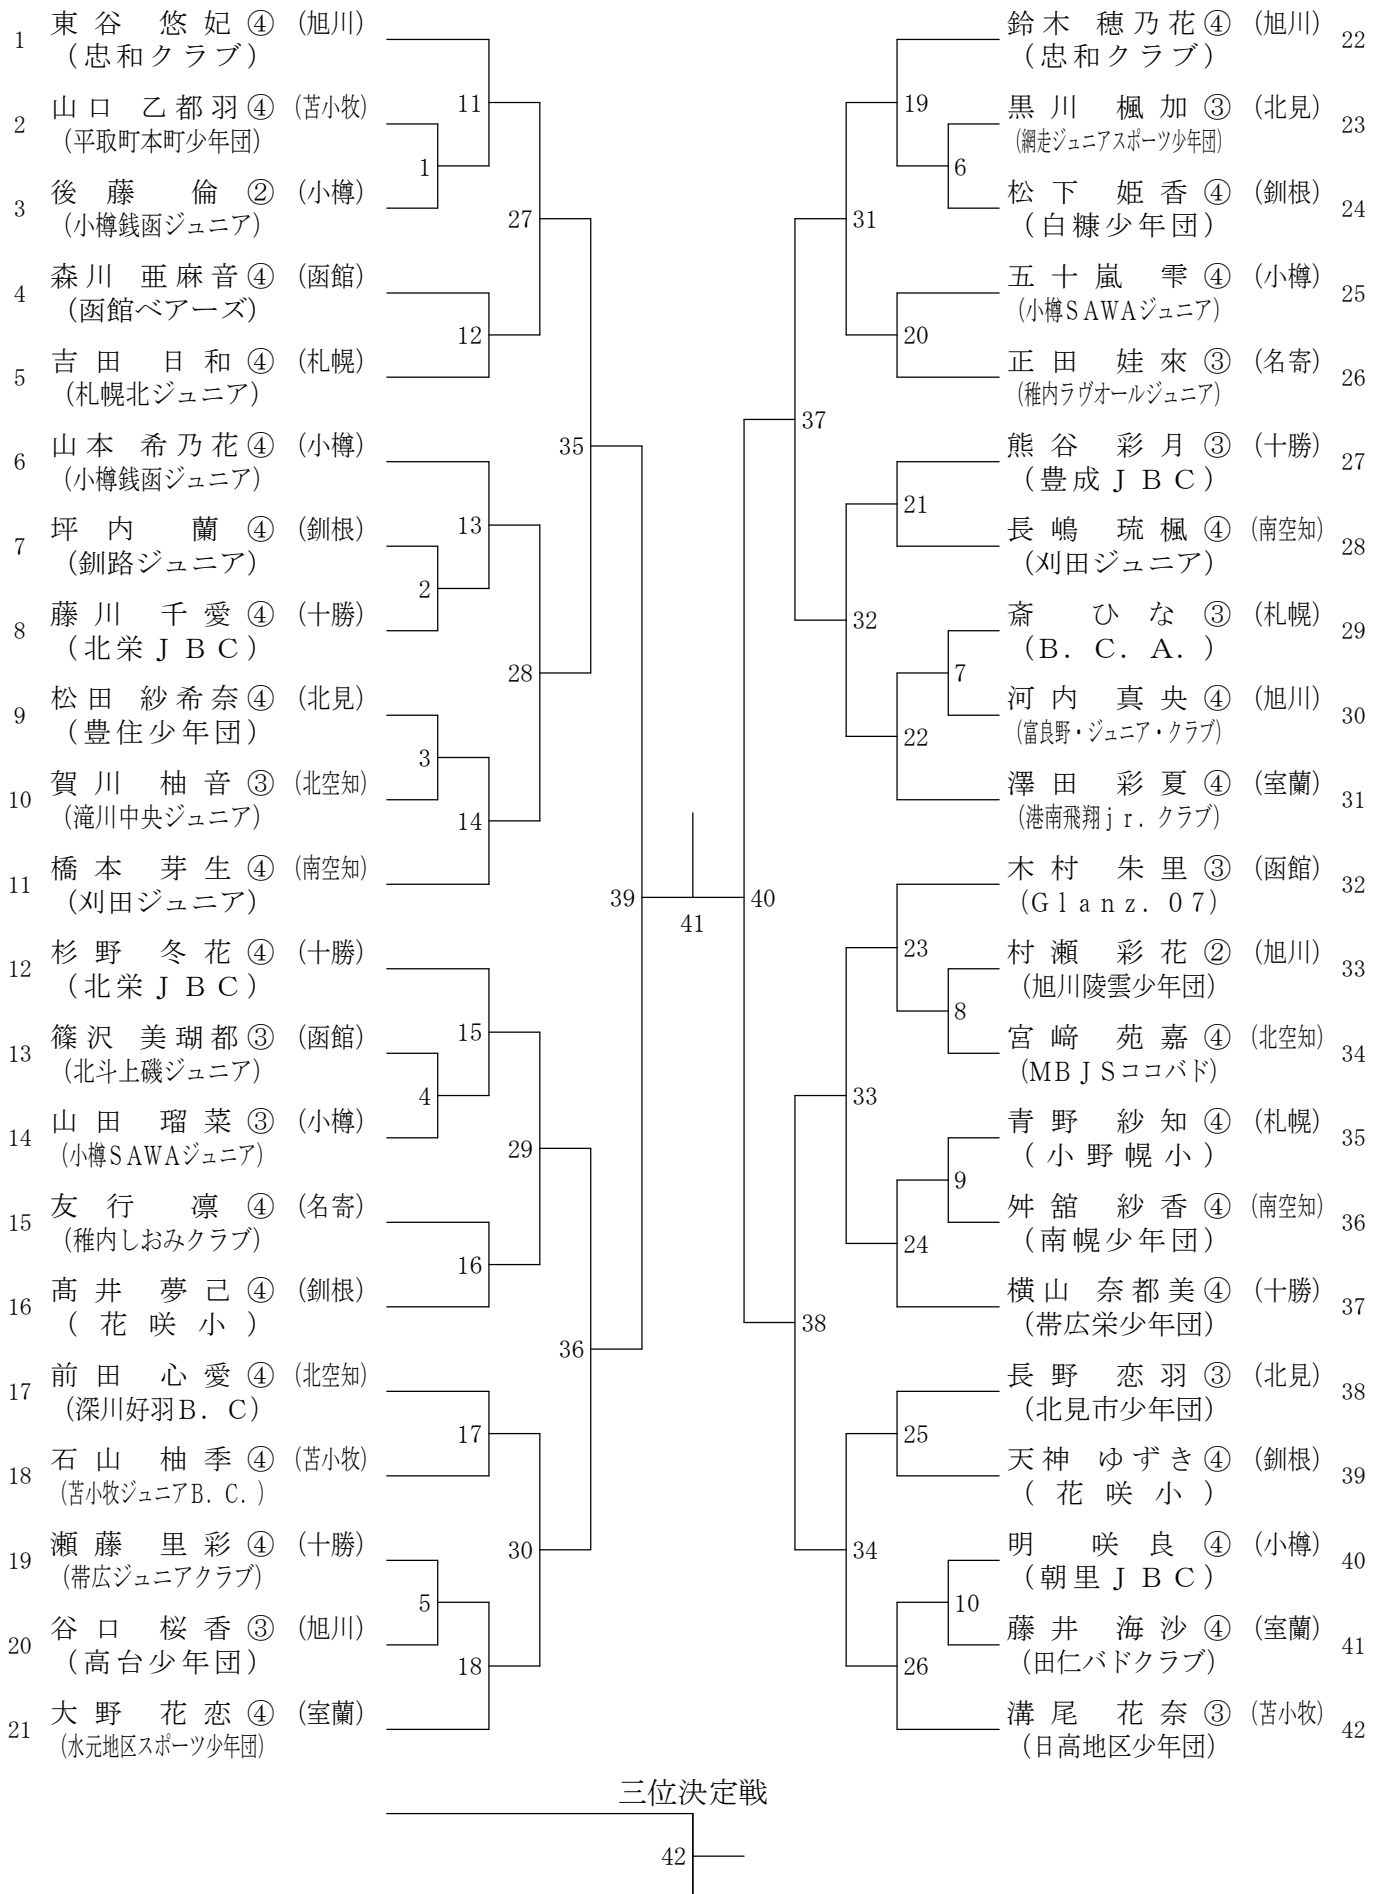 1 東谷 悠妃④ (旭川)
(忠和クラブ)
2 山口 乙都羽④ (苫小牧)
(平取町本町少年団)
3 後藤 倫② (小樽)
(小樽銭函ジュニア)
4 森川 亜麻音④ (函館)
(函館ベアーズ)
5 吉田 日和④ (札幌)
(札幌北ジュニア)
6 山本 希乃花④ (小樽)
(小樽銭函ジュニア)
7 坪内 蘭④ (釧根)
(釧路ジュニア)
8 藤川 千愛④ (十勝)
(北栄JBC)
9 松田 紗希奈④ (北見)
(豊住少年団)
10 賀川 柚音③ (北空知)
(滝川中央ジュニア)
11 橋本 芽生④ (南空知)
(刈田ジュニア)
12 杉野 冬花④ (十勝)
(北栄JBC)
13 篠沢 美瑚都③ (函館)
(北斗上磯ジュニア)
14 山田 瑠菜③ (小樽)
(小樽SAWAジュニア)
15 友行 凛④ (名寄)
(稚内しおみクラブ)
16 髙井 夢己④ (釧根)
(花咲小)
17 前田 心愛④ (北空知)
(深川好羽B．C)
18 石山 柚季④ (苫小牧)
(苫小牧ジュニアB．C．)
19 瀬藤 里彩④ (十勝)
(帯広ジュニアクラブ)
20 谷口 桜香③ (旭川)
(高台少年団)
21 大野 花恋④ (室蘭)
(水元地区スポーツ少年団)
1
2
3
4
5
11
12
13
14
15
16
17
18
27
28
29
30
35
36
39
41
40
37
38
31
32
33
34
19
20
21
22
23
24
25
26
6
7
8
9
10
鈴木 穂乃花④ (旭川) 22
(忠和クラブ)
黒川 楓加③ (北見) 23
(網走ジュニアスポーツ少年団)
松下 姫香④ (釧根) 24
(白糠少年団)
五十嵐 雫④ (小樽) 25
(小樽SAWAジュニア)
正田 娃來③ (名寄) 26
(稚内ラヴオールジュニア)
熊谷 彩月③ (十勝) 27
(豊成JBC)
長嶋 琉楓④ (南空知) 28
(刈田ジュニア)
斎 ひな③ (札幌) 29
(B．C．A．)
河内 真央④ (旭川) 30
(富良野・ジュニア・クラブ)
澤田 彩夏④ (室蘭) 31
(港南飛翔jr．クラブ)
木村 朱里③ (函館) 32
(Glanz．07)
村瀬 彩花② (旭川) 33
(旭川陵雲少年団)
宮﨑 苑嘉④ (北空知) 34
(MBJSココバド)
青野 紗知④ (札幌) 35
(小野幌小)
舛舘 紗香④ (南空知) 36
(南幌少年団)
横山 奈都美④ (十勝) 37
(帯広栄少年団)
長野 恋羽③ (北見) 38
(北見市少年団)
天神 ゆずき④ (釧根) 39
(花咲小)
明 咲良④ (小樽) 40
(朝里JBC)
藤井 海沙④ (室蘭) 41
(田仁バドクラブ)
溝尾 花奈③ (苫小牧) 42
(日高地区少年団)
三位決定戦
42